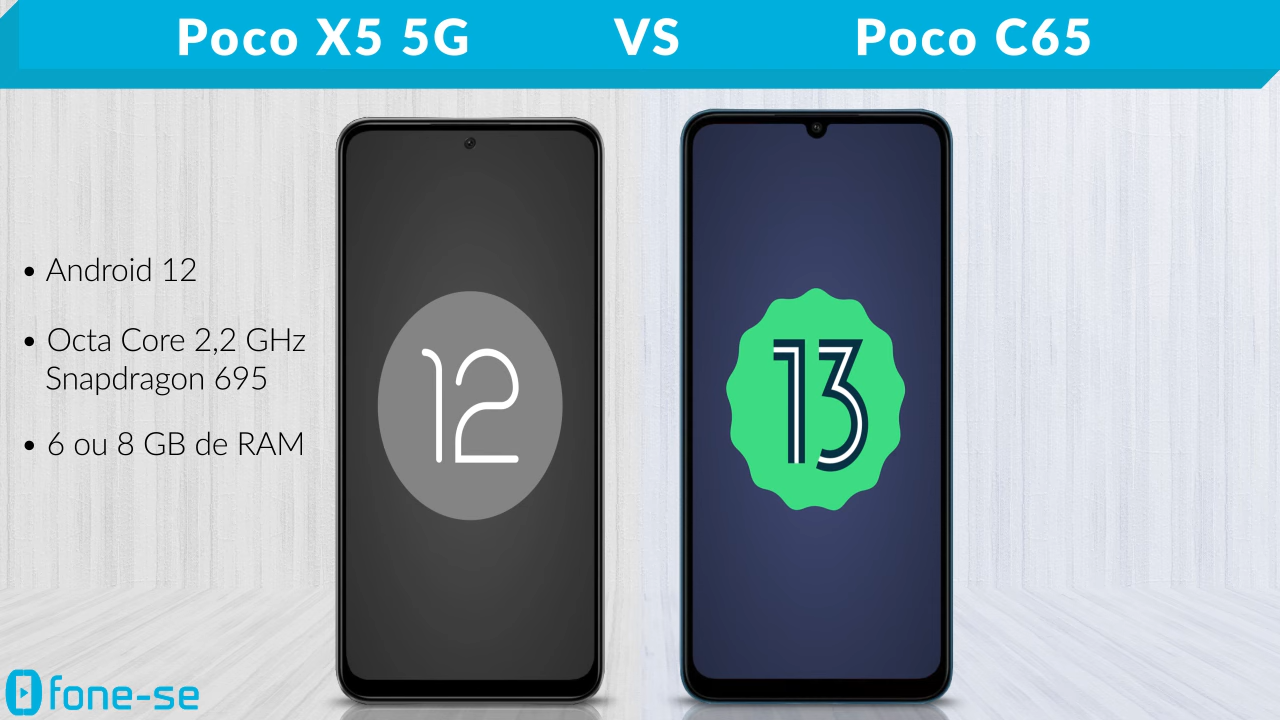 Poco X5 5G VS Poco C65
• Android 12
• Octa Core 2,2 GHz
Snapdragon 695
• 6 ou 8 GB de RAM
12
13
fone-se